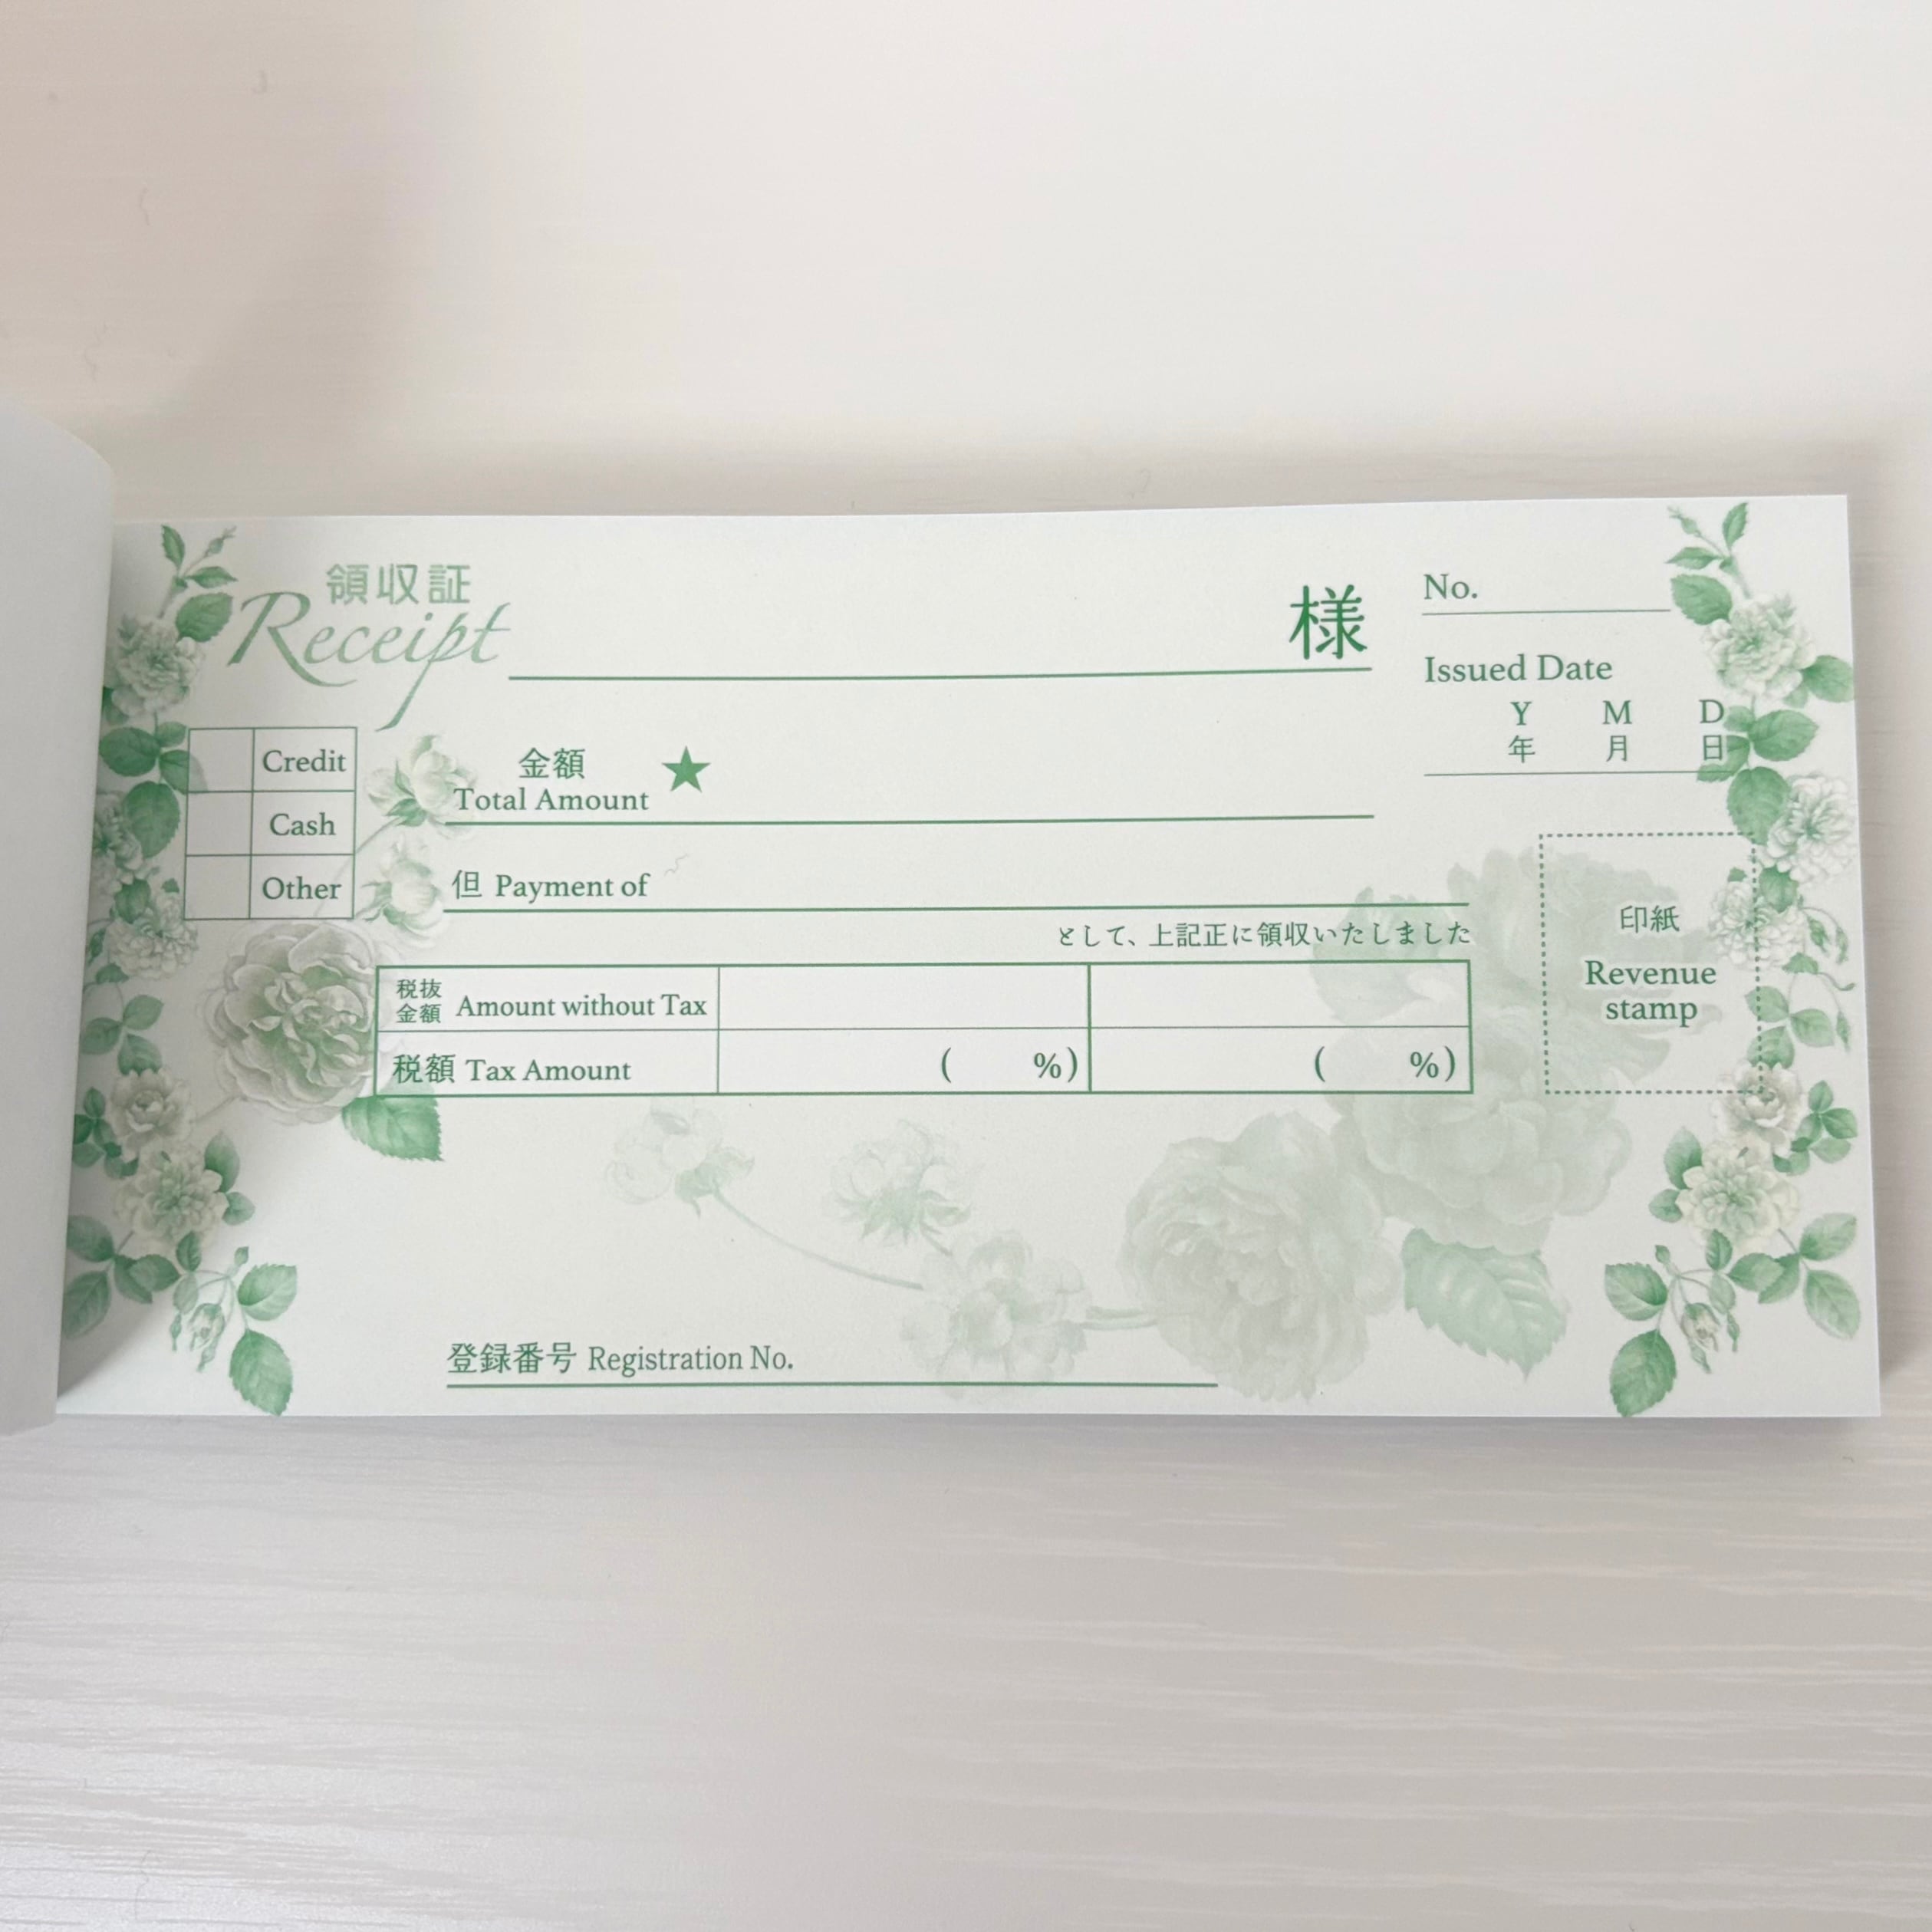 領収証
Receipt
様
No.
Issued Date
Y M D
年 月 日
Credit
Cash
Other
金額 ★
Total Amount
但 Payment of
として、上記正に領収いたしました
税抜
金額 Amount without Tax
税額 Tax Amount ( %) ( %)
印紙
Revenue
stamp
登録番号 Registration No.